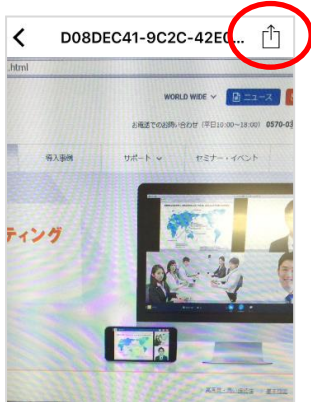 D08DEC41-9C2C-42E0...
.html
WORLD WIDE ニュース
お電話でのお問い合わせ (平日10:00~18:00) 0570-03
導入事例 サポート セミナー・イベント
ティング